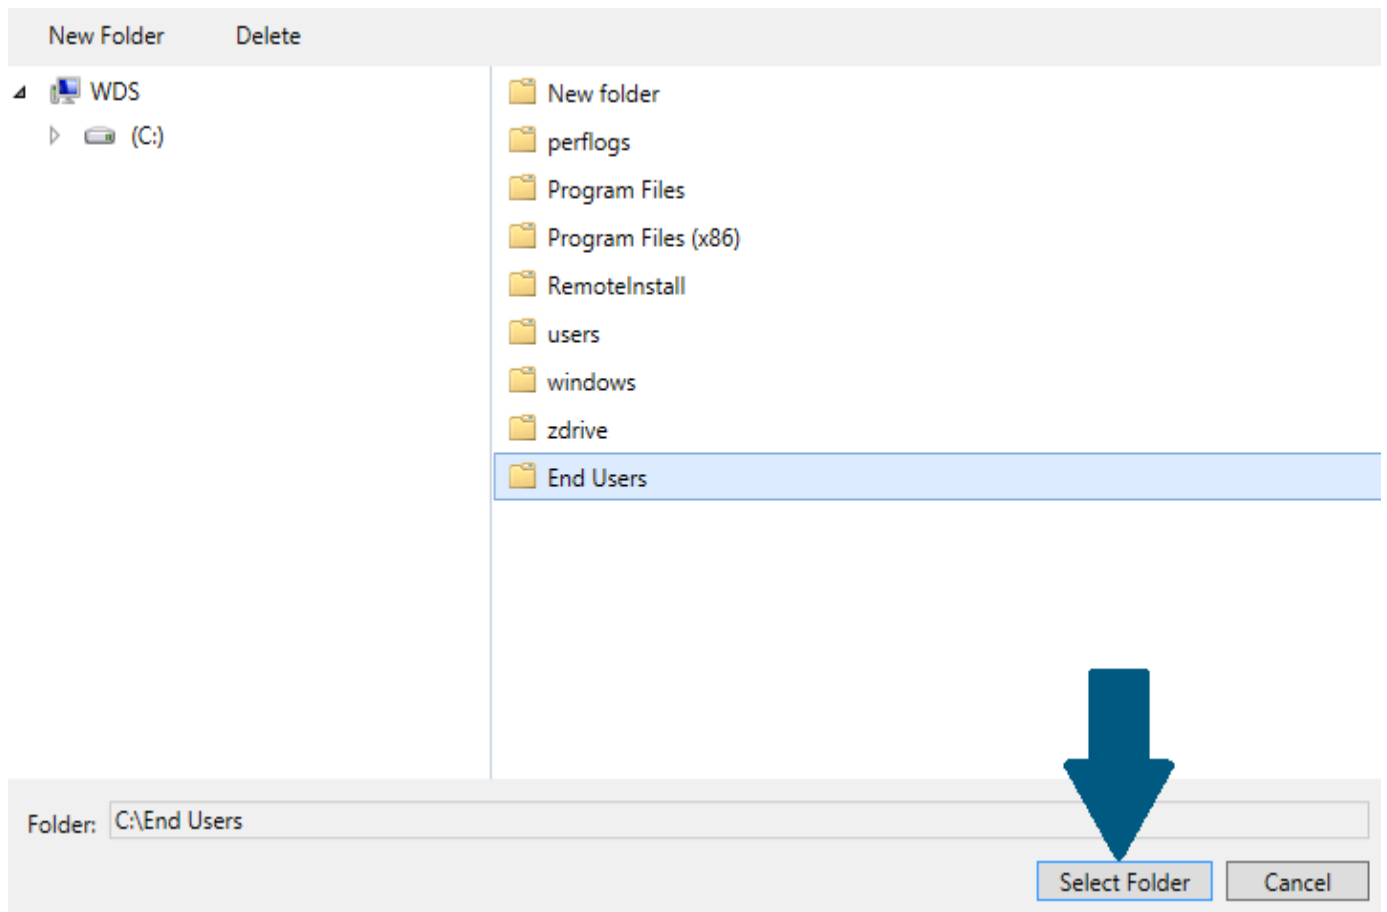 New Folder Delete
WDS
(C:)
New folder
perflogs
Program Files
Program Files (x86)
RemoteInstall
users
windows
zdrive
End Users
Folder: C:\End Users
Select Folder Cancel